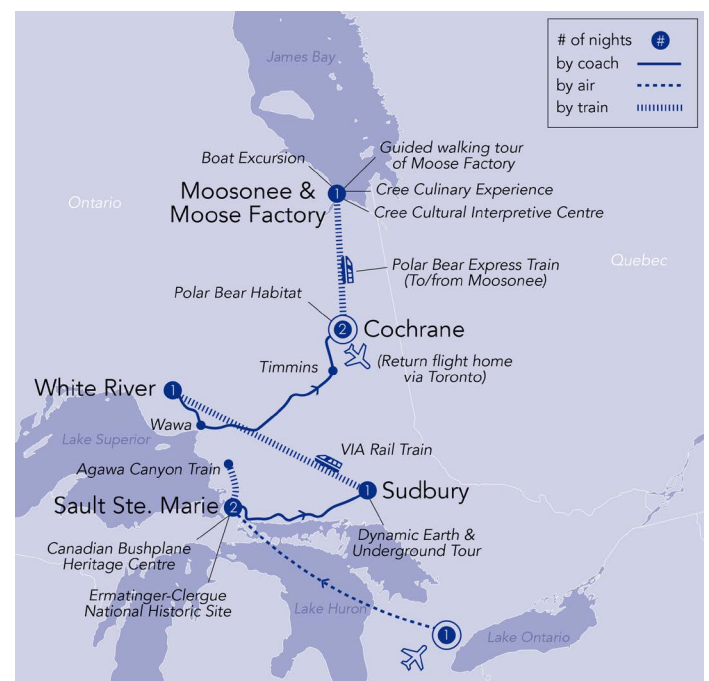 James Bay
# of nights #
by coach
by air
by train
Boat Excursion
Guided walking tour
of Moose Factory
Moosonee &
Moose Factory
1
Cree Culinary Experience
Cree Cultural Interpretive Centre
Ontario
Quebec
Polar Bear Express Train
(To/from Moosonee)
Polar Bear Habitat
2
Cochrane
(Return flight home
via Toronto)
Timmins
White River
1
Wawa
Lake Superior
VIA Rail Train
Agawa Canyon Train
Sault Ste. Marie
2
1
Sudbury
Dynamic Earth &
Underground Tour
Canadian Bushplane
Heritage Centre
Ermatinger-Clergue
National Historic Site
Lake Huron
1
Lake Ontario